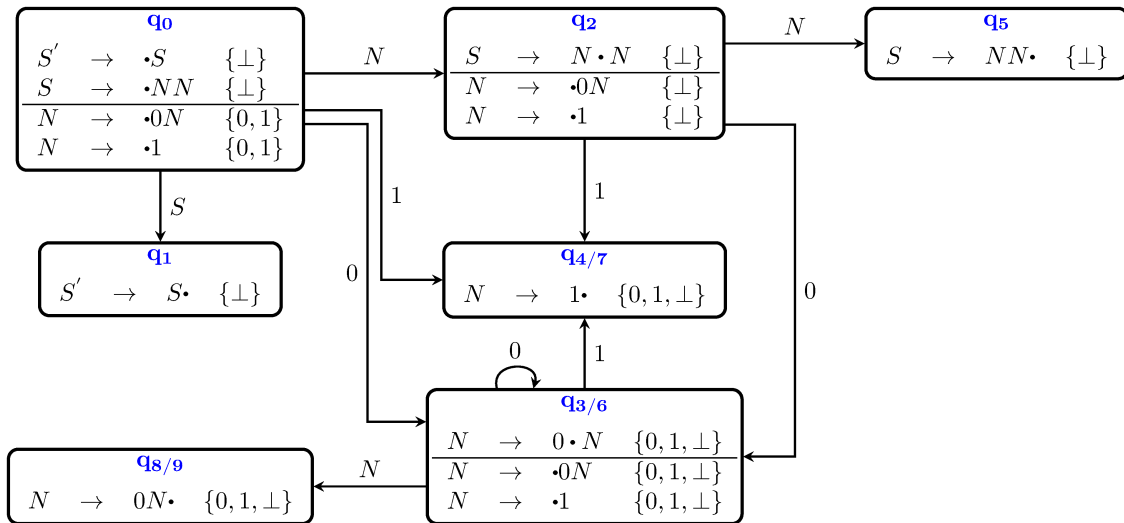 q₀
S′ → •S {⊥}
S → •NN {⊥}
N → •0N {0, 1}
N → •1 {0, 1}
N
q₂
S → N • N {⊥}
N → •0N {⊥}
N → •1 {⊥}
N
q₅
S → NN• {⊥}
S
1
1
0
0
q₁
S′ → S• {⊥}
q₄/₇
N → 1• {0, 1, ⊥}
0
1
q₃/₆
N → 0 • N {0, 1, ⊥}
N → •0N {0, 1, ⊥}
N → •1 {0, 1, ⊥}
N
q₈/₉
N → 0N• {0, 1, ⊥}